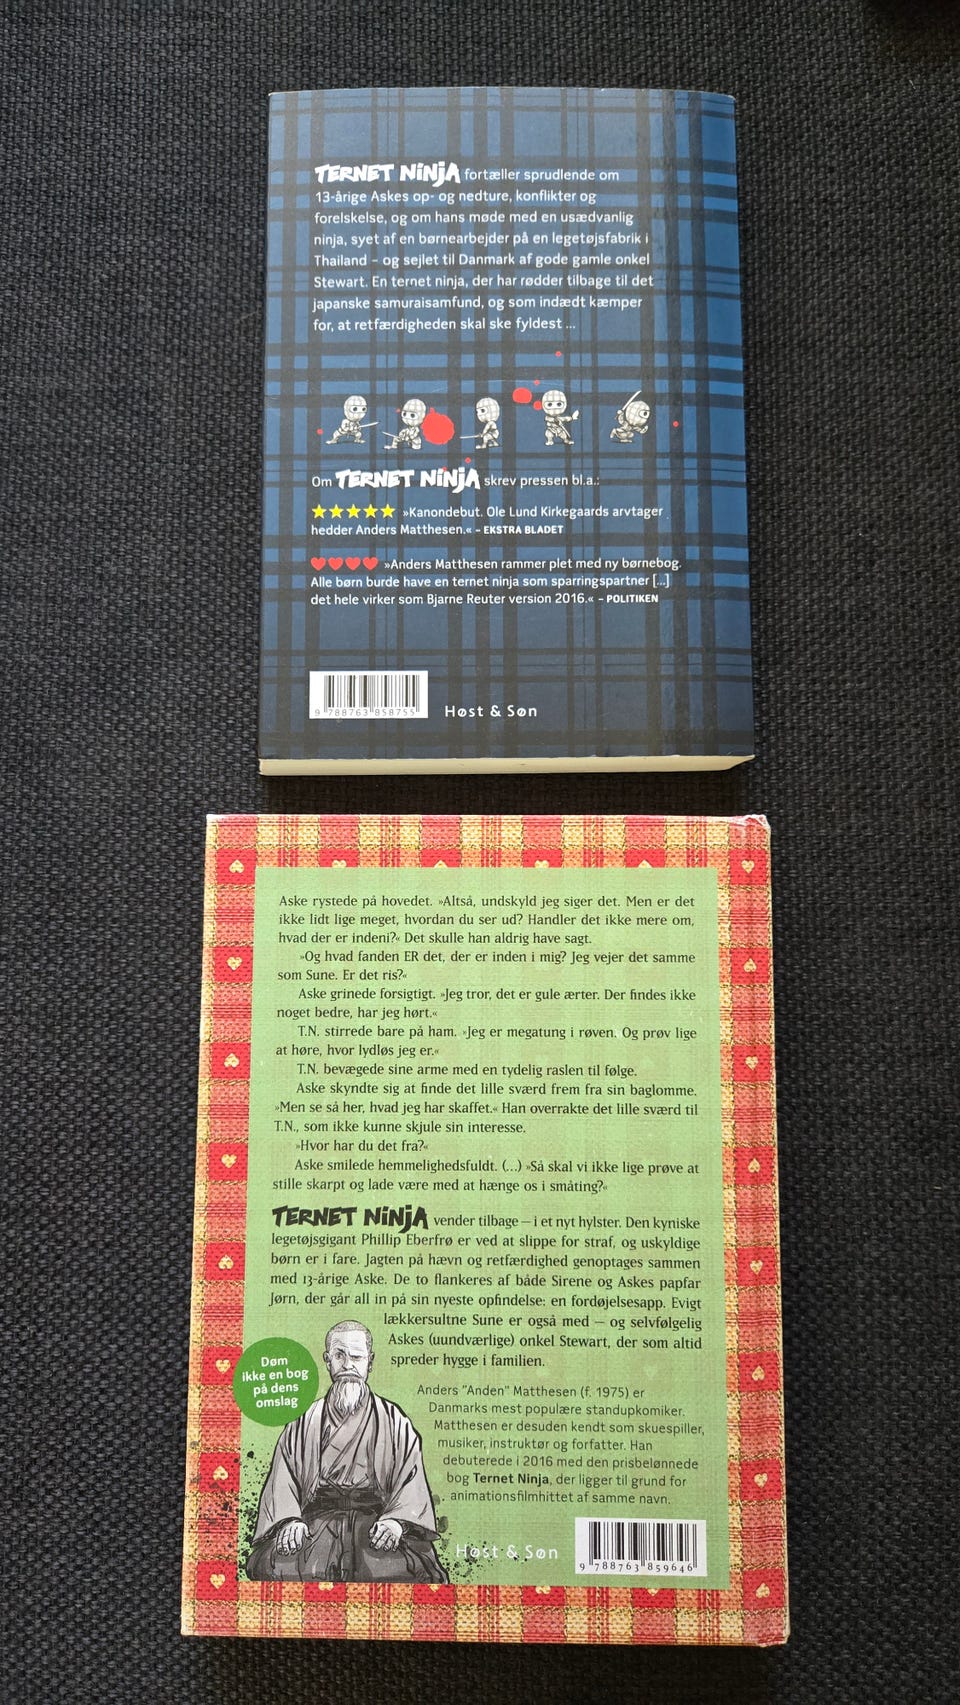 TERNET NINJA fortæller sprudlende om
13-årige Askes op- og nedture, konflikter og
forelskelse, og om hans møde med en usædvanlig
ninja, syet af en børnearbejder på en legetøjsfabrik i
Thailand – og sejlet til Danmark af gode gamle onkel
Stewart. En ternet ninja, der har rødder tilbage til det
japanske samuraisamfund, og som indædt kæmper
for, at retfærdigheden skal ske fyldest ...
Om TERNET NINJA skrev pressen bl.a.:
»Kanondebut. Ole Lund Kirkegaards arvtager
hedder Anders Matthesen.« – EKSTRA BLADET
»Anders Matthesen rammer plet med ny børnebog.
Alle børn burde have en ternet ninja som sparringspartner [...]
det hele virker som Bjarne Reuter version 2016.« – POLITIKEN
9 788763 858755
Høst & Søn
Aske rystede på hovedet. »Altså, undskyld jeg siger det. Men er det
ikke lidt lige meget, hvordan du ser ud? Handler det ikke mere om,
hvad der er indeni?« Det skulle han aldrig have sagt.
»Og hvad fanden ER det, der er inden i mig? Jeg vejer det samme
som Sune. Er det ris?«
Aske grinede forsigtigt. »Jeg tror, det er gule ærter. Der findes ikke
noget bedre, har jeg hørt.«
T.N. stirrede bare på ham. »Jeg er megatung i røven. Og prøv lige
at høre, hvor lydløs jeg er.«
T.N. bevægede sine arme med en tydelig raslen til følge.
Aske skyndte sig at finde det lille sværd frem fra sin baglomme.
»Men se så her, hvad jeg har skaffet.« Han overrakte det lille sværd til
T.N., som ikke kunne skjule sin interesse.
»Hvor har du det fra?«
Aske smilede hemmelighedsfuldt. (...) »Så skal vi ikke lige prøve at
stille skarpt og lade være med at hænge os i småting?«
TERNET NINJA vender tilbage – i et nyt hylster. Den kyniske
legetøjsgigant Phillip Eberfrø er ved at slippe for straf, og uskyldige
børn er i fare. Jagten på hævn og retfærdighed genoptages sammen
med 13-årige Aske. De to flankeres af både Sirene og Askes papfar
Jørn, der går all in på sin nyeste opfindelse: en fordøjelsesapp. Evigt
lækkersultne Sune er også med – og selvfølgelig
Askes (uundværlige) onkel Stewart, der som altid
spreder hygge i familien.
Døm
ikke en bog
på dens
omslag
Anders "Anden" Matthesen (f. 1975) er
Danmarks mest populære standupkomiker.
Matthesen er desuden kendt som skuespiller,
musiker, instruktør og forfatter. Han
debuterede i 2016 med den prisbelønnede
bog Ternet Ninja, der ligger til grund for
animationsfilmhittet af samme navn.
Høst & Søn
9 788763 859646